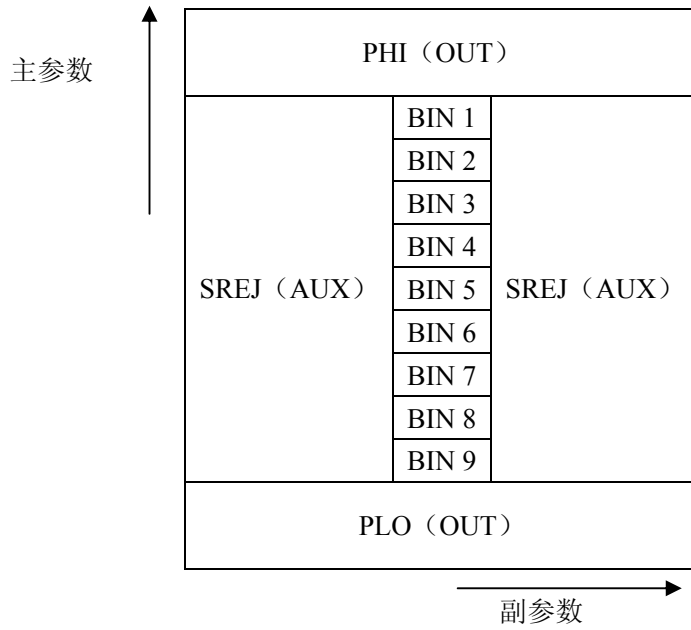 PHI（OUT）
主参数
BIN 1
BIN 2
BIN 3
BIN 4
SREJ（AUX）
BIN 5
SREJ（AUX）
BIN 6
BIN 7
BIN 8
BIN 9
PLO（OUT）
副参数